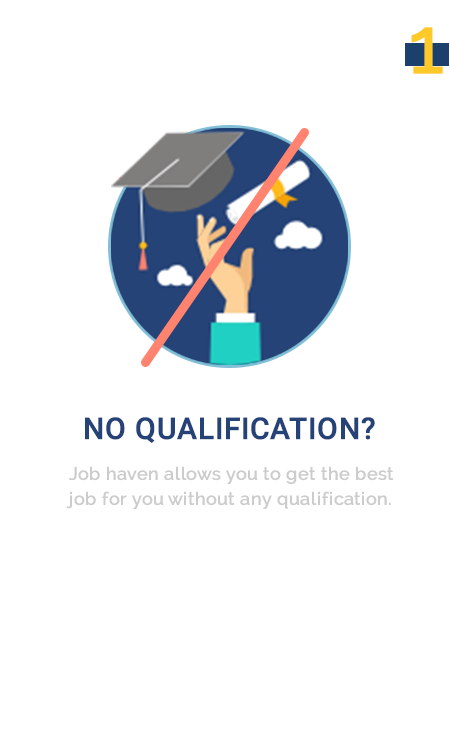 1
NO QUALIFICATION?
Job haven allows you to get the best
job for you without any qualification.